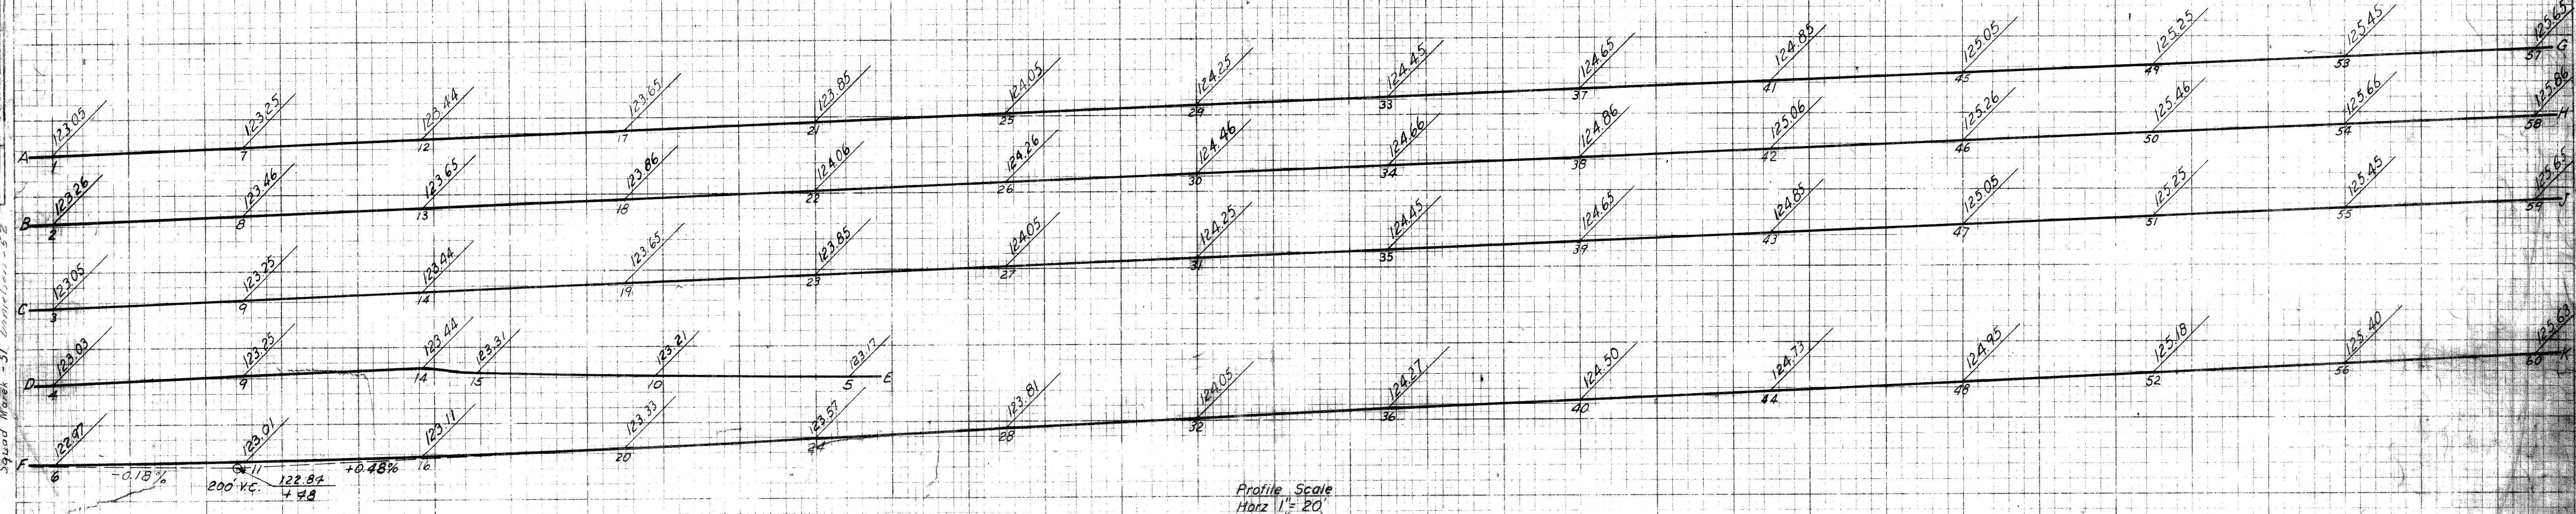 123.05 123.25 123.44 123.65 123.85 124.05 124.25 124.45 124.65 124.85 125.05 125.25 125.45 125.65
A 1 7 12 17 21 25 29 33 37 41 45 49 53 57 G
123.26 123.46 123.65 123.86 124.06 124.26 124.46 124.66 124.86 125.06 125.26 125.46 125.66 125.86
B 2 8 13 18 22 26 30 34 38 42 46 50 54 58 H
123.05 123.25 123.44 123.65 123.85 124.05 124.25 124.45 124.65 124.85 125.05 125.25 125.45 125.65
C 3 9 14 19 23 27 31 35 39 43 47 51 55 59 J
123.03 123.25 123.44 123.31 123.21 123.17
D 4 9 14 15 10 5 E
122.97 123.01 123.11 123.33 123.57 123.81 124.05 124.27 124.50 124.73 124.95 125.18 125.40 125.63
F 6 11 16 20 24 28 32 36 40 44 48 52 56 60 K
-0.18% +0.48%
200' V.C. 122.84
+48
Profile Scale
Horz 1" = 20'
Squad Marek - 51